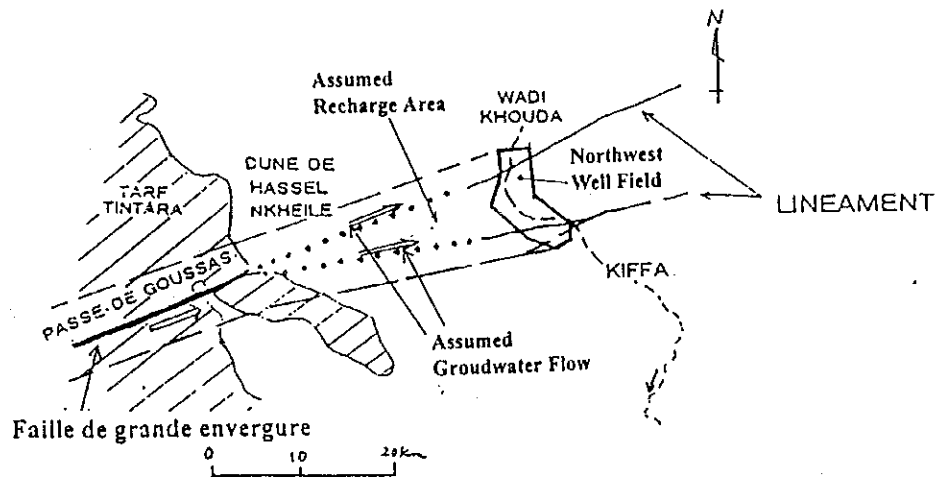 N
Assumed
Recharge Area
WADI
KHOUDA
DUNE DE
HASSEL
NKHEILE
Northwest
Well Field
TARF
TINTARA
LINEAMENT
PASSE-DE GOUSSAS
KIFFA
Assumed
Groudwater Flow
Faille de grande envergure
0 10 20km